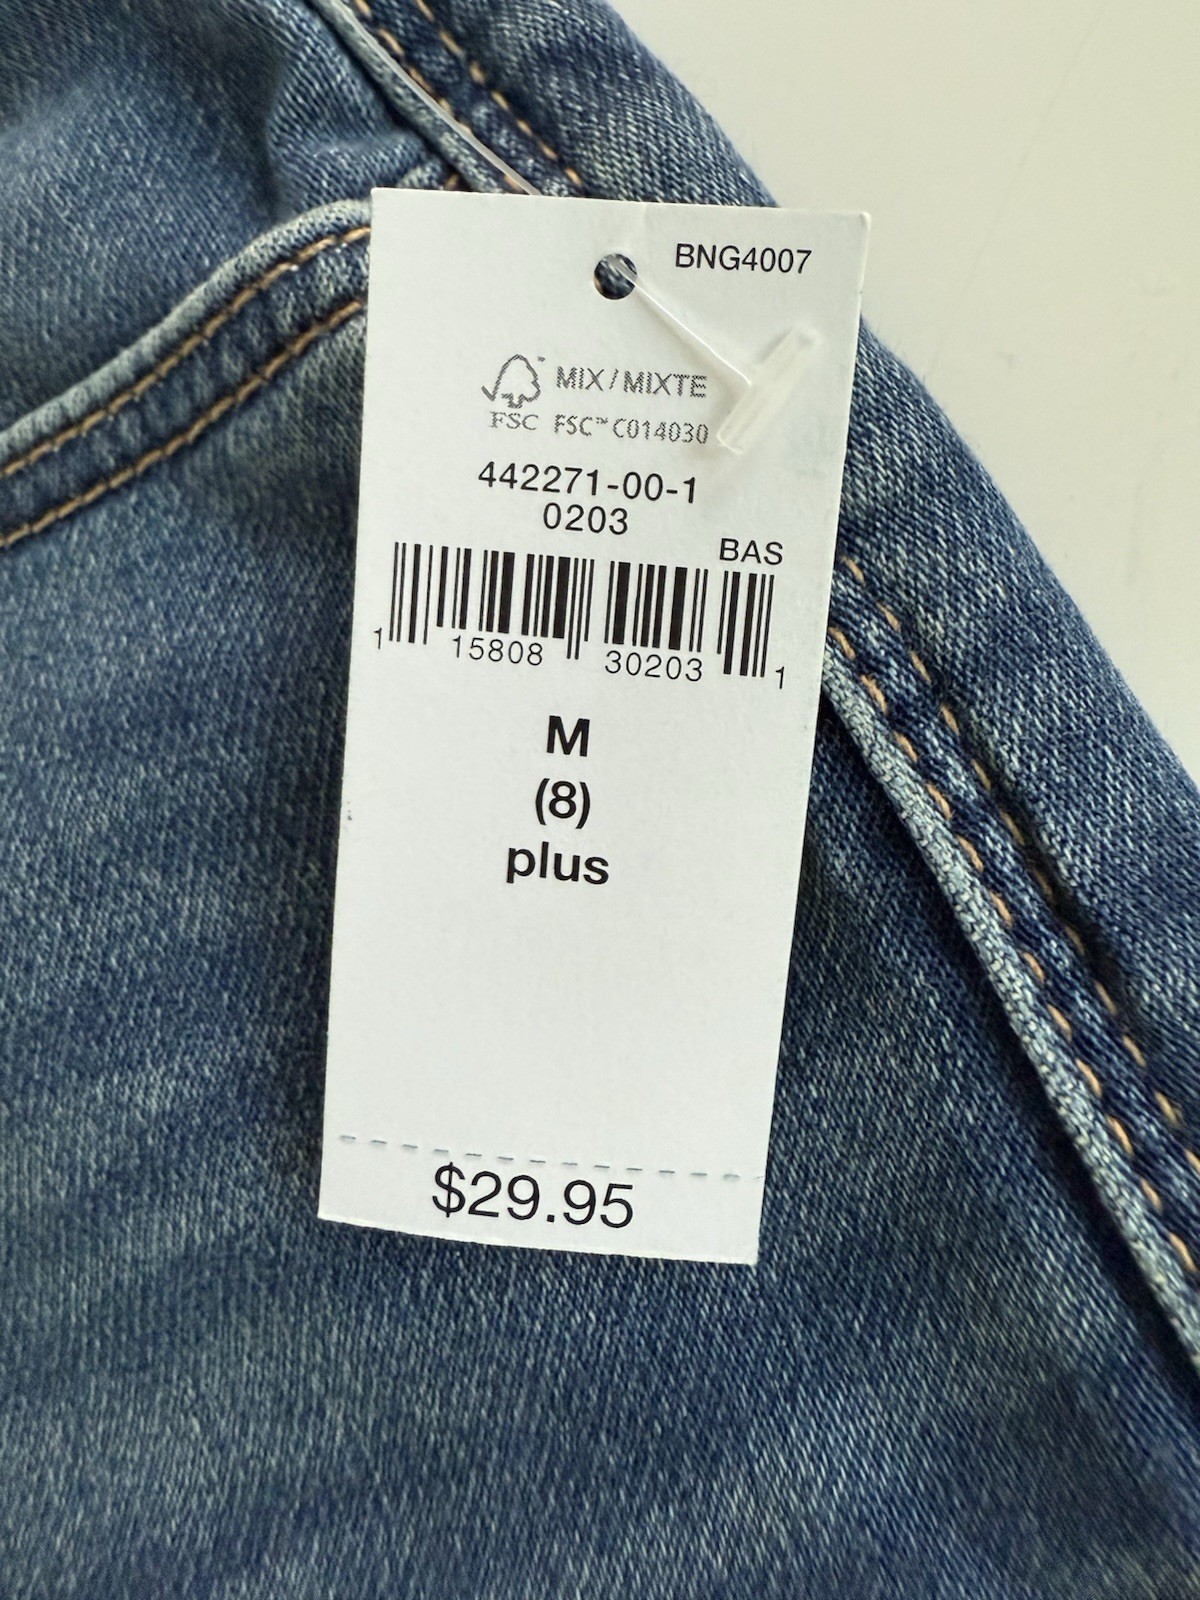 BNG4007
MIX/MIXTE
FSC FSC™ C014030
442271-00-1
0203
BAS
1 15808 30203 1
M
(8)
plus
$29.95